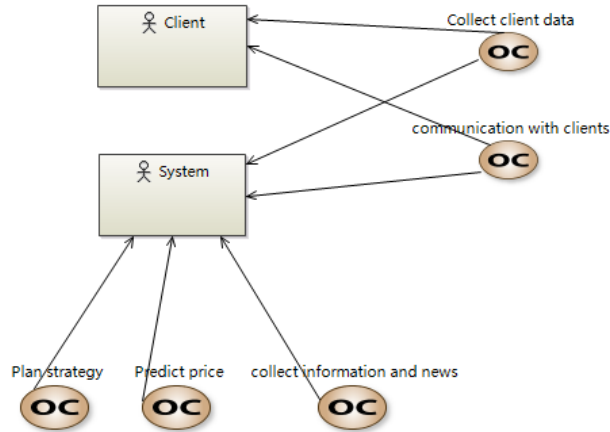 Client
Collect client data
OC
communication with clients
OC
System
Plan strategy
Predict price
collect information and news
OC
OC
OC